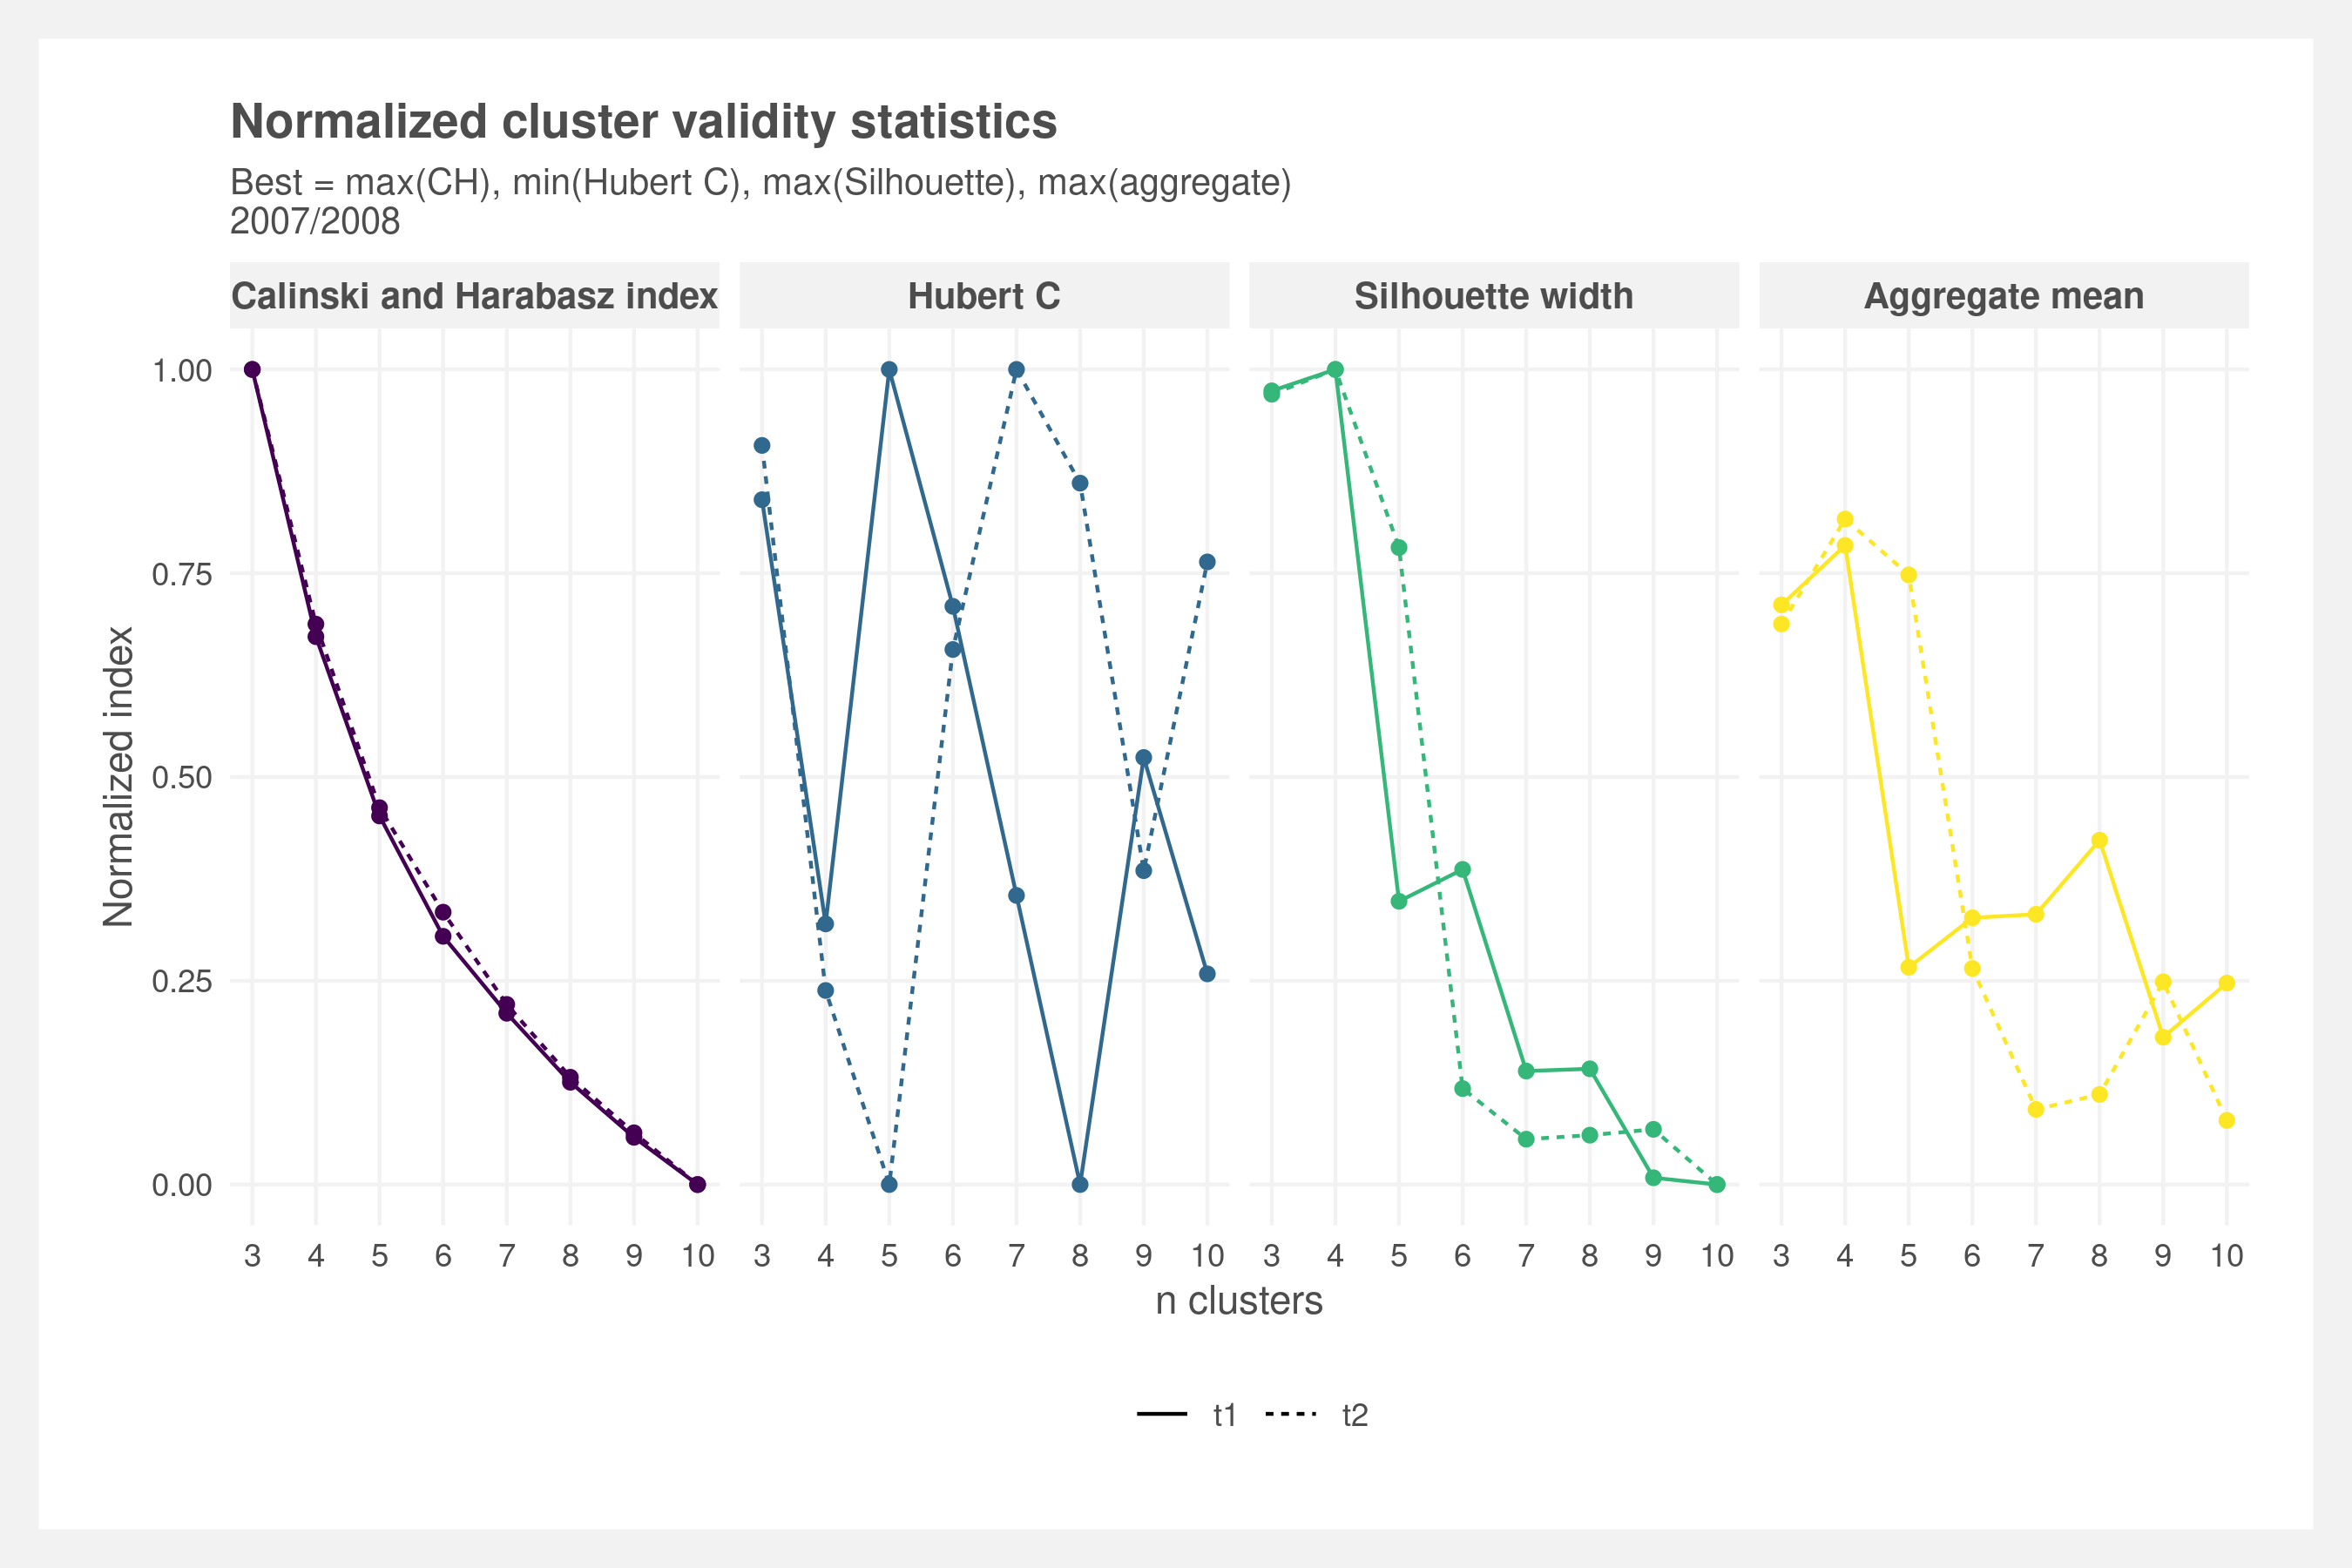 Normalized cluster validity statistics
Best = max(CH), min(Hubert C), max(Silhouette), max(aggregate)
2007/2008
Calinski and Harabasz index
Hubert C
Silhouette width
Aggregate mean
Normalized index
1.00
0.75
0.50
0.25
0.00
3 4 5 6 7 8 9 10
3 4 5 6 7 8 9 10
3 4 5 6 7 8 9 10
3 4 5 6 7 8 9 10
n clusters
t1 t2